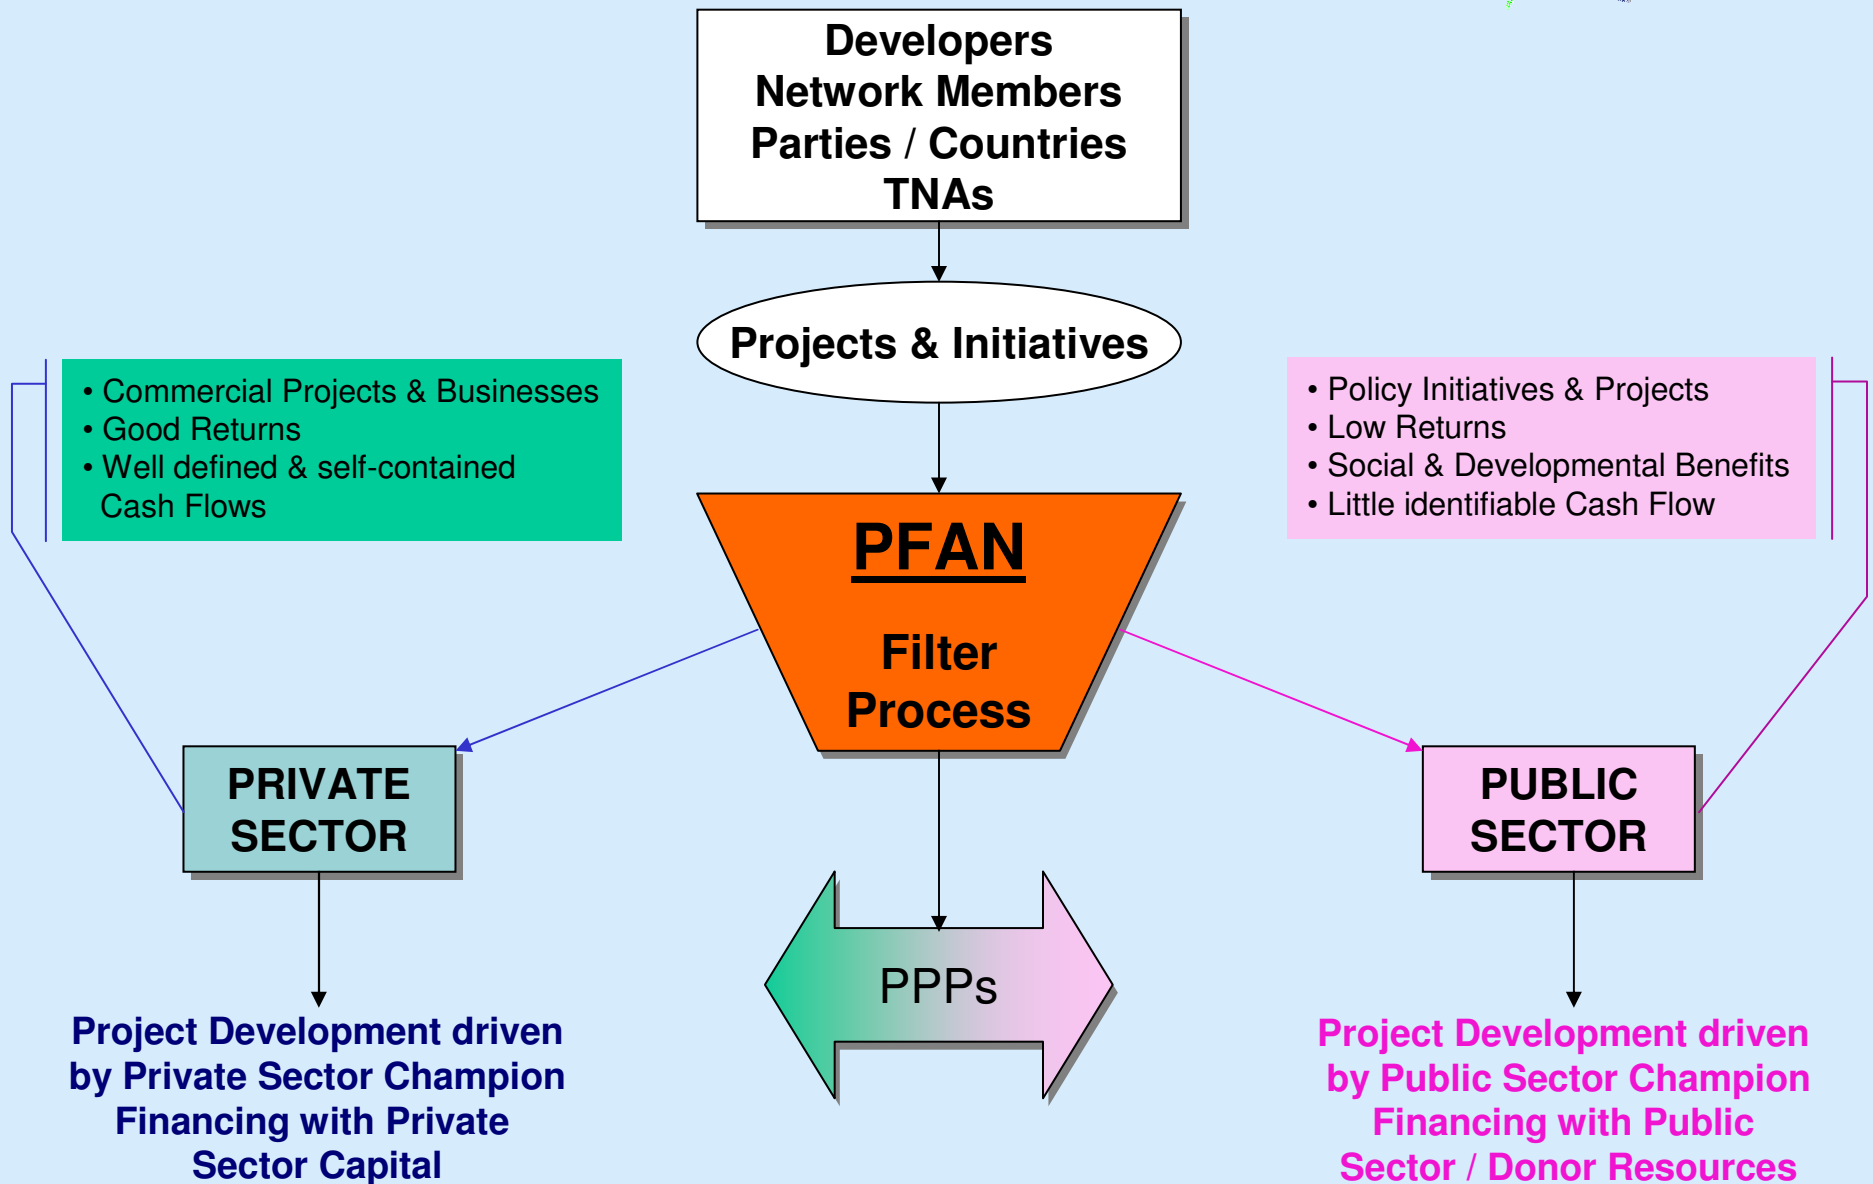 Developers
Network Members
Parties / Countries
TNAs
Projects & Initiatives
• Commercial Projects & Businesses
• Good Returns
• Well defined & self-contained
Cash Flows
• Policy Initiatives & Projects
• Low Returns
• Social & Developmental Benefits
• Little identifiable Cash Flow
PFAN
Filter
Process
PRIVATE
SECTOR
PUBLIC
SECTOR
PPPs
Project Development driven
by Private Sector Champion
Financing with Private
Sector Capital
Project Development driven
by Public Sector Champion
Financing with Public
Sector / Donor Resources